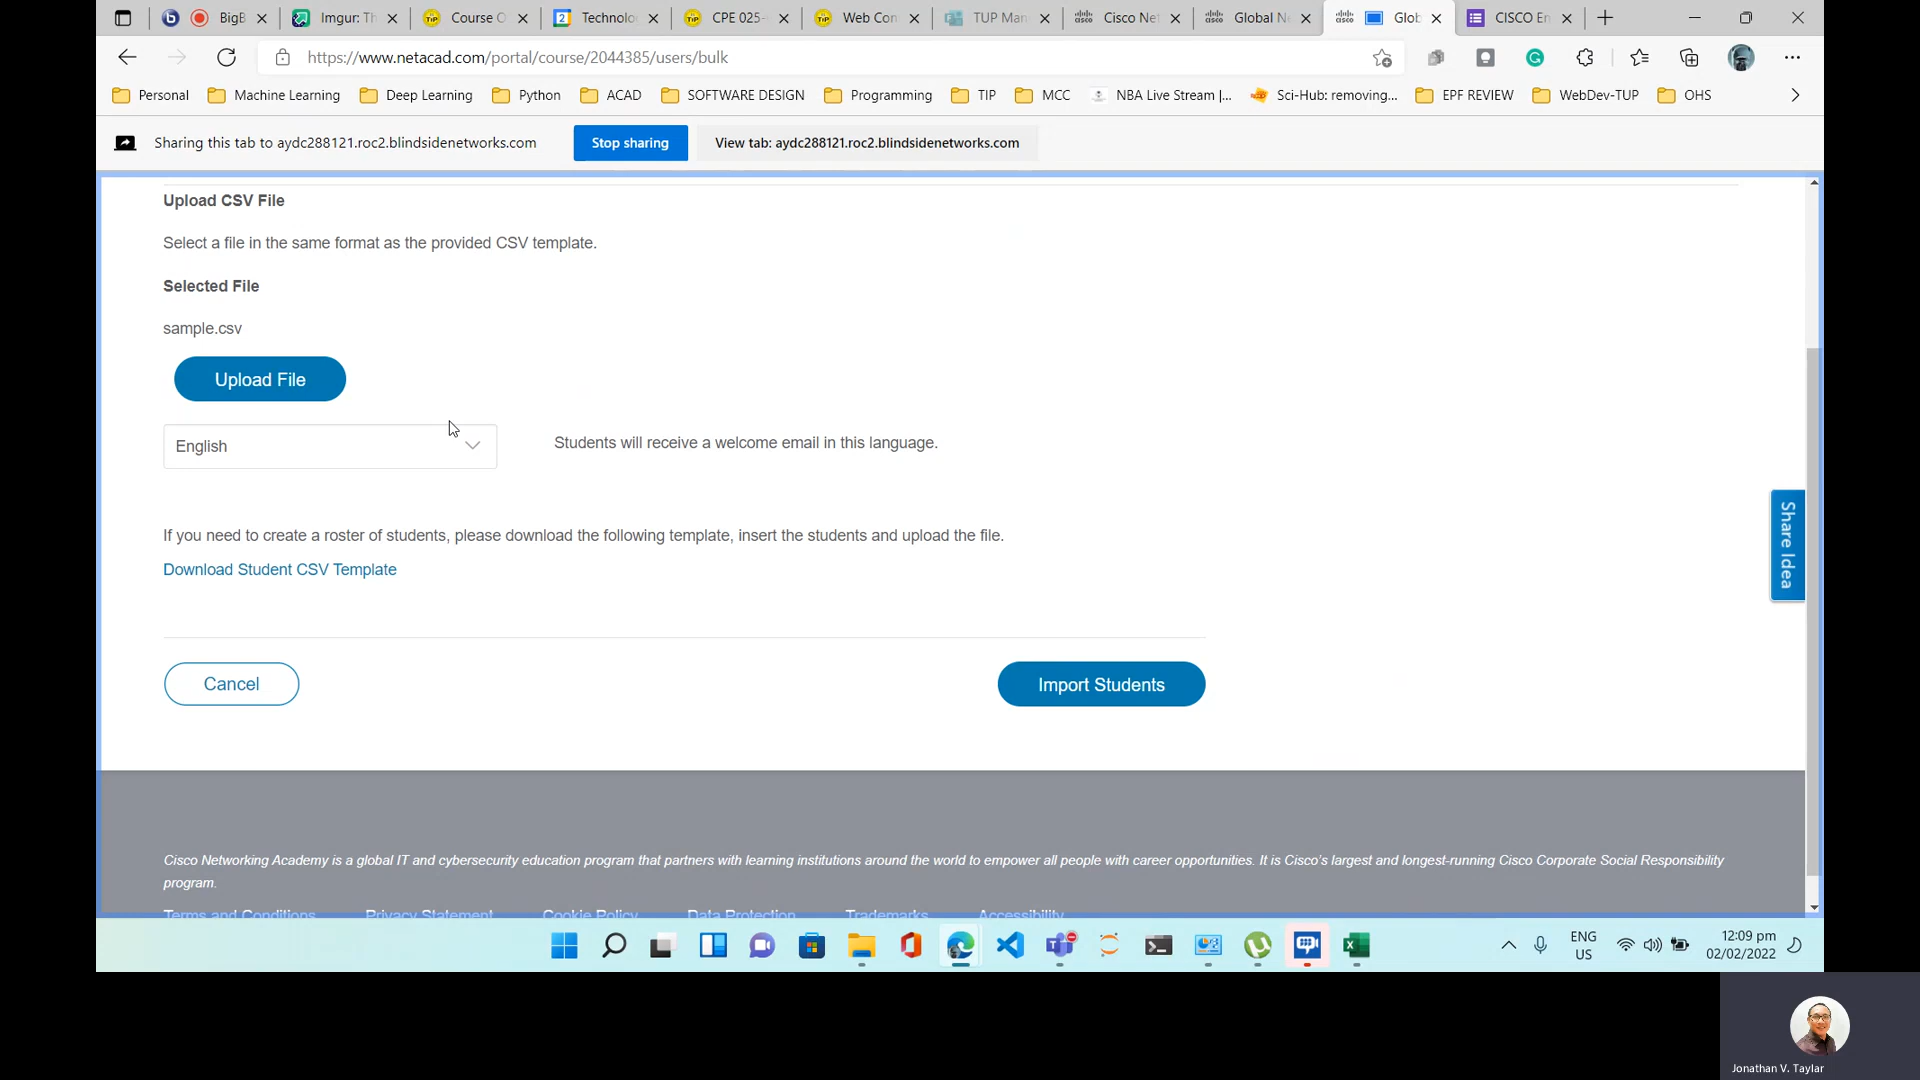 BigB
Imgur: Th
Course O
Technolo
CPE 025-
Web Con
TUP Man
Cisco Net
Global N
Glob
CISCO En
https://www.netacad.com/portal/course/2044385/users/bulk
Personal
Machine Learning
Deep Learning
Python
ACAD
SOFTWARE DESIGN
Programming
TIP
MCC
NBA Live Stream |...
Sci-Hub: removing...
EPF REVIEW
WebDev-TUP
OHS
Sharing this tab to aydc288121.roc2.blindsidenetworks.com
Stop sharing
View tab: aydc288121.roc2.blindsidenetworks.com
Upload CSV File
Select a file in the same format as the provided CSV template.
Selected File
sample.csv
Upload File
English
Students will receive a welcome email in this language.
If you need to create a roster of students, please download the following template, insert the students and upload the file.
Download Student CSV Template
Share Idea
Cancel
Import Students
Cisco Networking Academy is a global IT and cybersecurity education program that partners with learning institutions around the world to empower all people with career opportunities. It is Cisco's largest and longest-running Cisco Corporate Social Responsibility
program.
Terms and Conditions
Privacy Statement
Cookie Policy
Data Protection
Trademarks
Accessibility
ENG
US
12:09 pm
02/02/2022
Jonathan V. Taylar